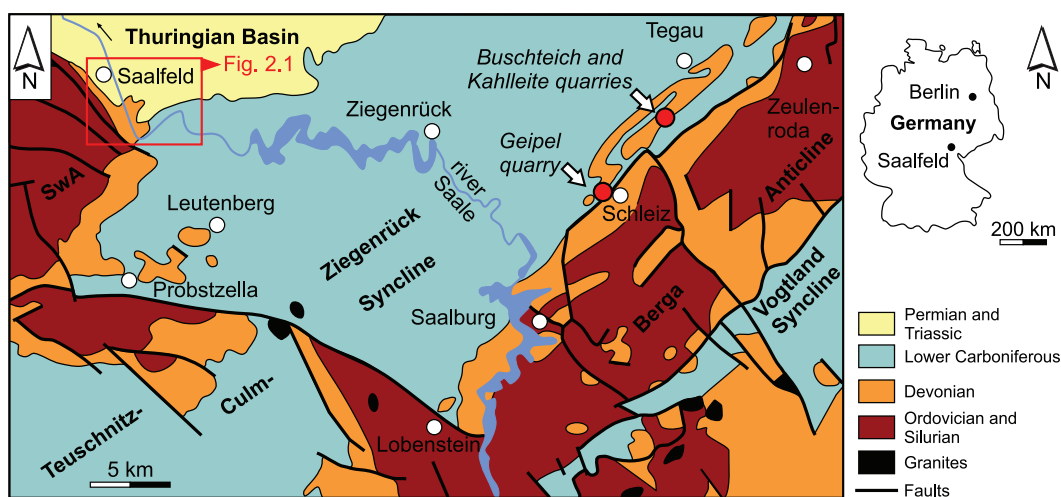 N
Thuringian Basin
Saalfeld
Fig. 2.1
Tegau
Buschteich and
Kahlleite quarries
Ziegenrück
Geipel
quarry
Zeulen-
roda
river
Saale
SwA
Leutenberg
Schleiz
Anticline
Ziegenrück
Syncline
Probstzella
Saalburg
Berga
Vogtland
Syncline
Culm-
Teuschnitz-
Lobenstein
5 km
N
Berlin
Germany
Saalfeld
200 km
Permian and
Triassic
Lower Carboniferous
Devonian
Ordovician and
Silurian
Granites
Faults